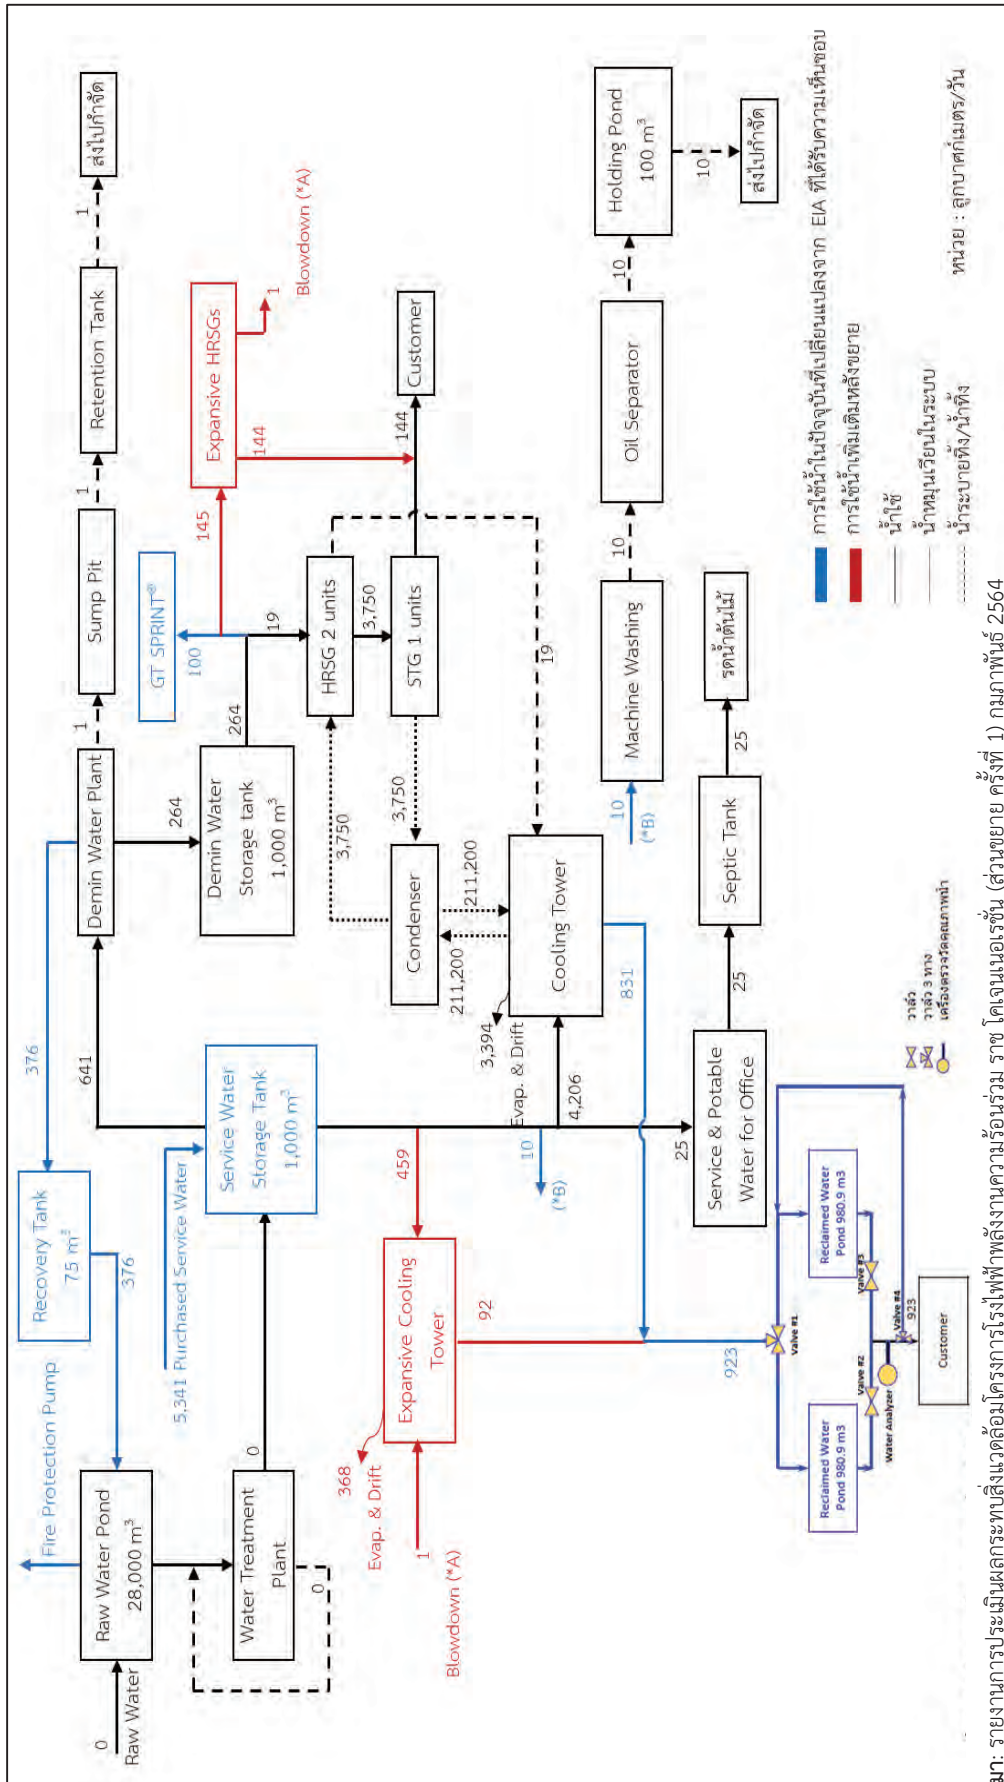 Fire Protection Pump
0
Raw Water
Raw Water Pond
28,000 m³
376
Recovery Tank
75 m³
376
Demin Water Plant
1
Sump Pit
1
Retention Tank
1
ส่งไปกำจัด
0
Water Treatment
Plant
0
5,341 Purchased Service Water
Service Water
Storage Tank
1,000 m³
641
264
Demin Water
Storage tank
1,000 m³
264
100
GT SPRINT®
145
Expansive HRSGs
1
Blowdown (*A)
144
19
HRSG 2 units
3,750
STG 1 units
144
Customer
3,750
3,750
Condenser
211,200
211,200
19
368
Evap. & Drift
1
Blowdown (*A)
Expansive Cooling
Tower
459
92
10
(*B)
3,394
Evap. & Drift
4,206
Cooling Tower
831
10
(*B)
Machine Washing
10
Oil Separator
10
Holding Pond
100 m³
10
ส่งไปกำจัด
25
Service & Potable
Water for Office
25
Septic Tank
25
รดน้ำต้นไม้
923
Valve #1
Reclaimed Water
Pond 980.9 m3
Reclaimed Water
Pond 980.9 m3
Valve #2
Valve #3
Water Analyzer
Valve #4
923
Customer
วาล์ว
วาล์ว 3 ทาง
เครื่องตรวจวัดคุณภาพน้ำ
การใช้น้ำในปัจจุบันที่เปลี่ยนแปลงจาก EIA ที่ได้รับความเห็นชอบ
การใช้น้ำเพิ่มเติมหลังขยาย
น้ำใช้
น้ำหมุนเวียนในระบบ
น้ำระบายทิ้ง/น้ำทิ้ง
หน่วย : ลูกบาศก์เมตร/วัน
มา: รายงานการประเมินผลกระทบสิ่งแวดล้อมโครงการโรงไฟฟ้าพลังงานความร้อนร่วม ราช โคเจนเนอเรชั่น (ส่วนขยาย ครั้งที่ 1) กุมภาพันธ์ 2564